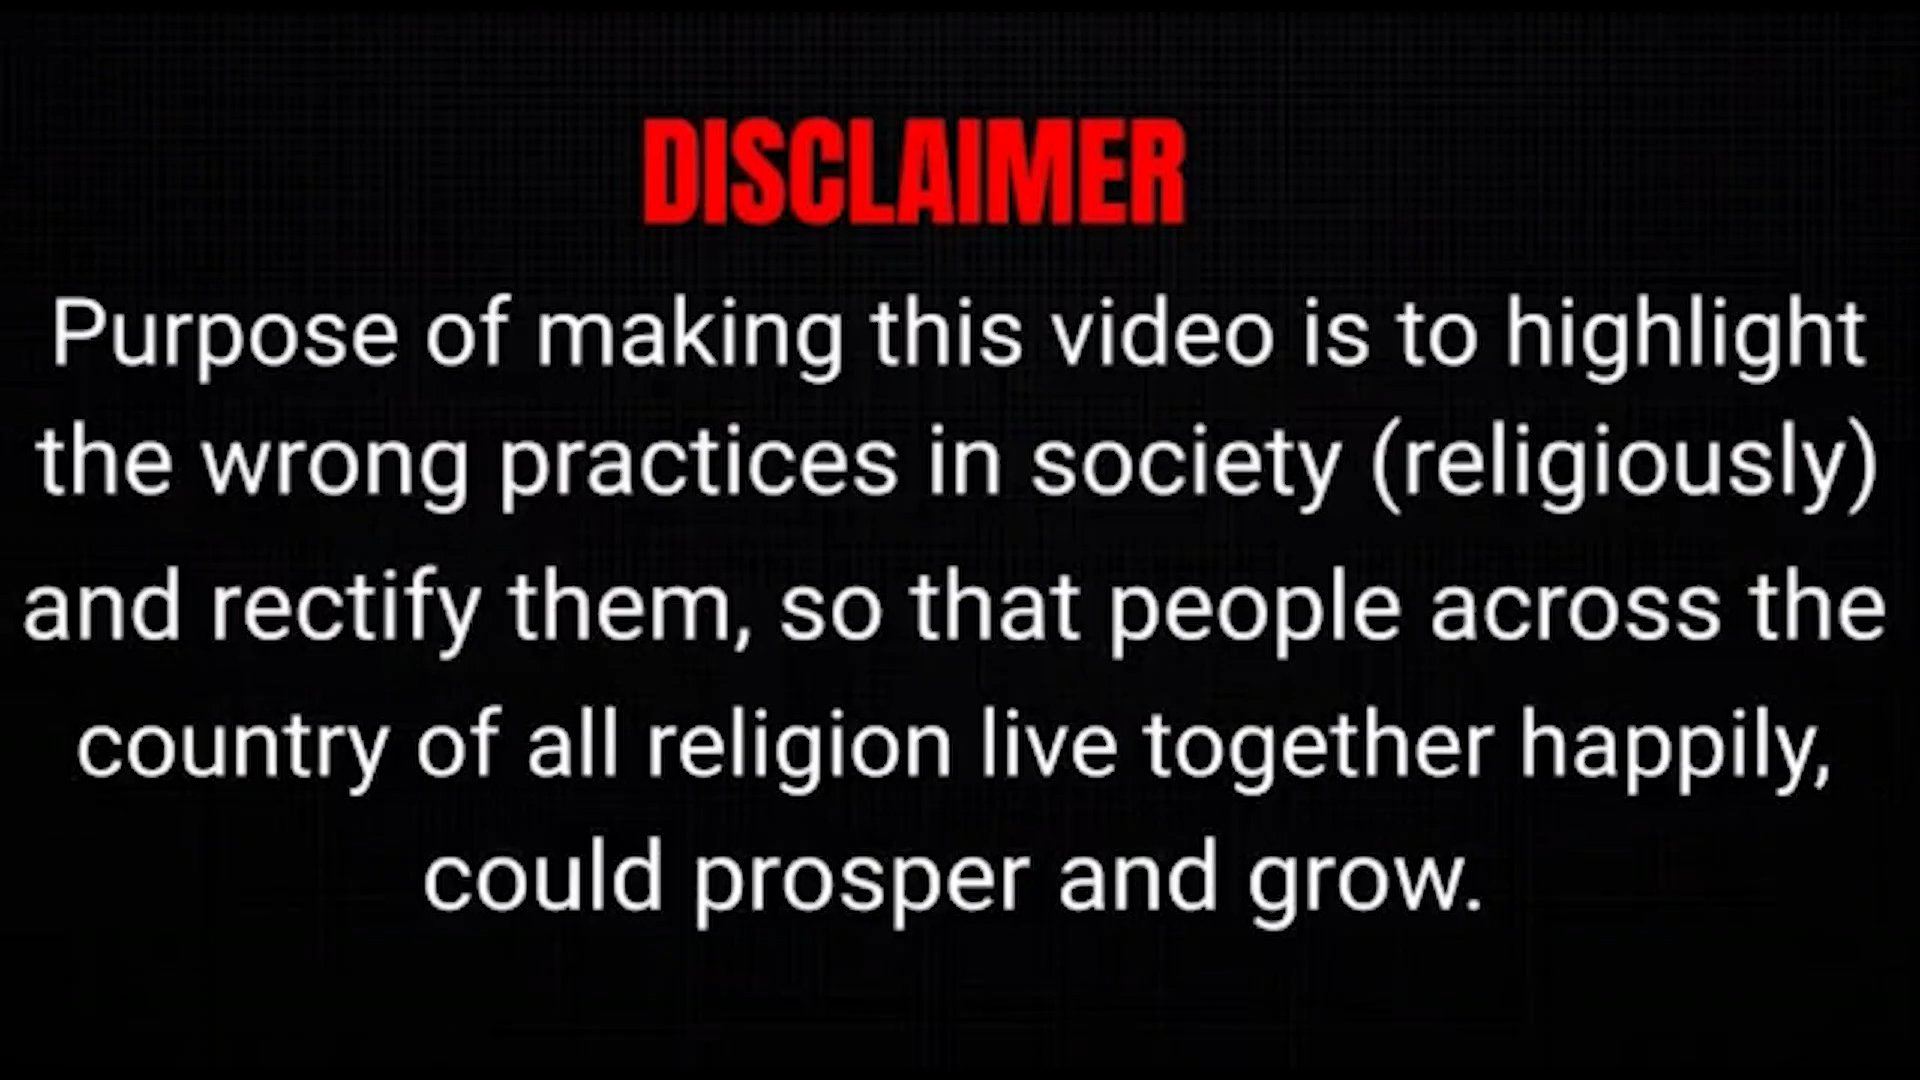 DISCLAIMER
Purpose of making this video is to highlight
the wrong practices in society (religiously)
and rectify them, so that people across the
country of all religion live together happily,
could prosper and grow.